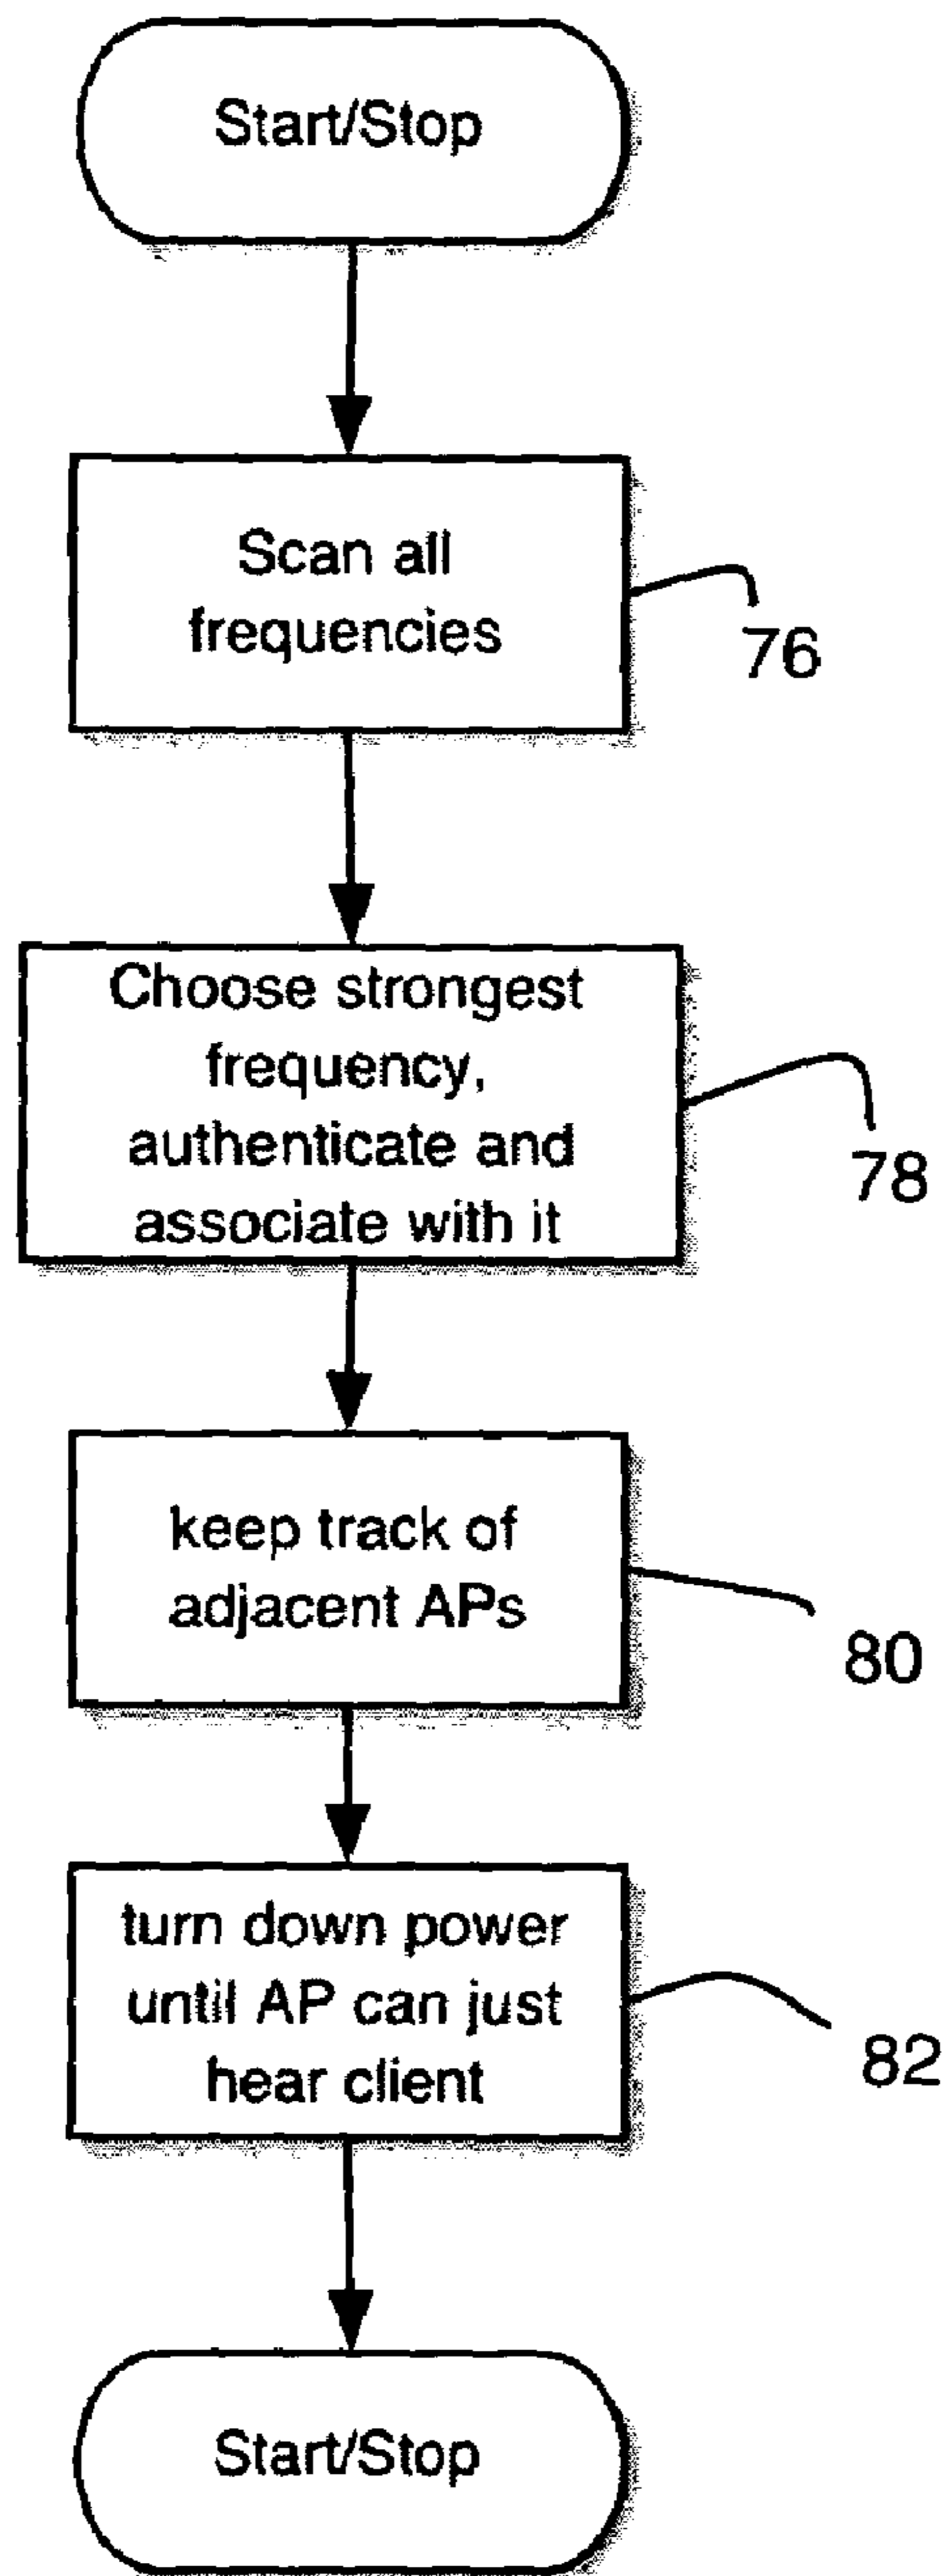 Start/Stop
Scan all
frequencies
76
Choose strongest
frequency,
authenticate and
associate with it
78
keep track of
adjacent APs
80
turn down power
until AP can just
hear client
82
Start/Stop